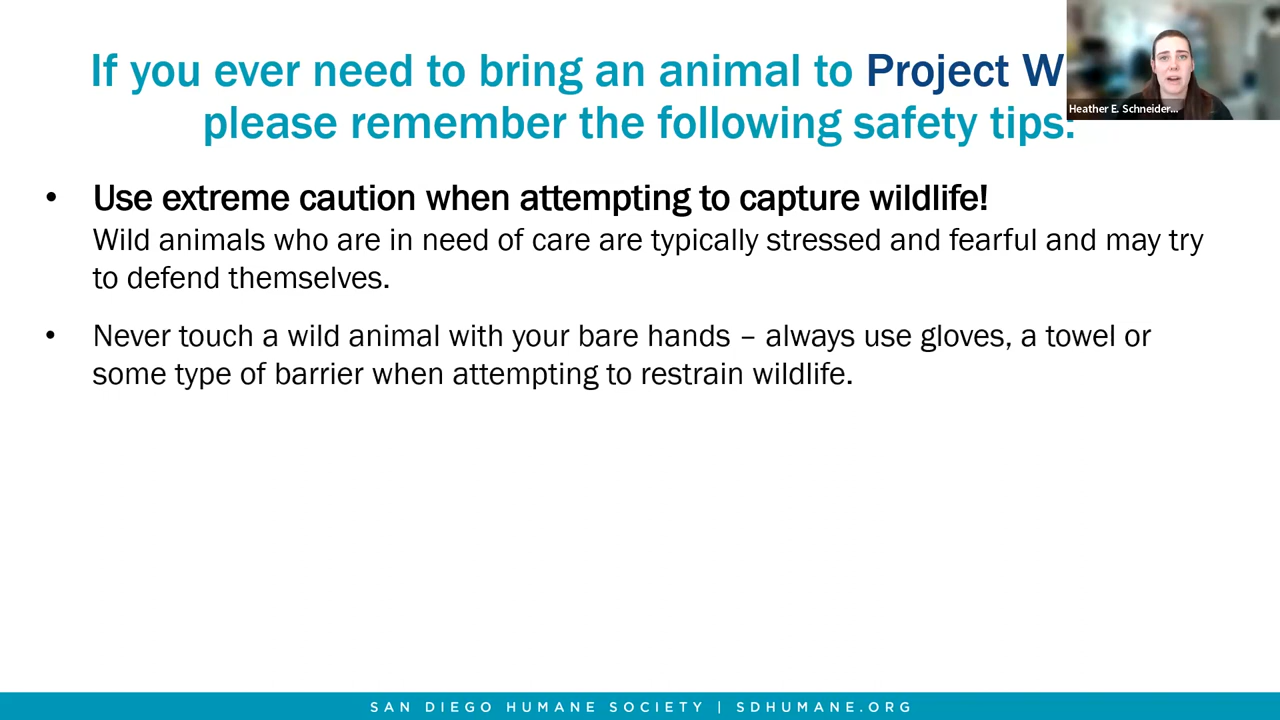 If you ever need to bring an animal to Project
please remember the following safety tips:
Heather E. Schneider...
• Use extreme caution when attempting to capture wildlife!
Wild animals who are in need of care are typically stressed and fearful and may try
to defend themselves.
• Never touch a wild animal with your bare hands – always use gloves, a towel or
some type of barrier when attempting to restrain wildlife.
SAN DIEGO HUMANE SOCIETY | SDHUMANE.ORG